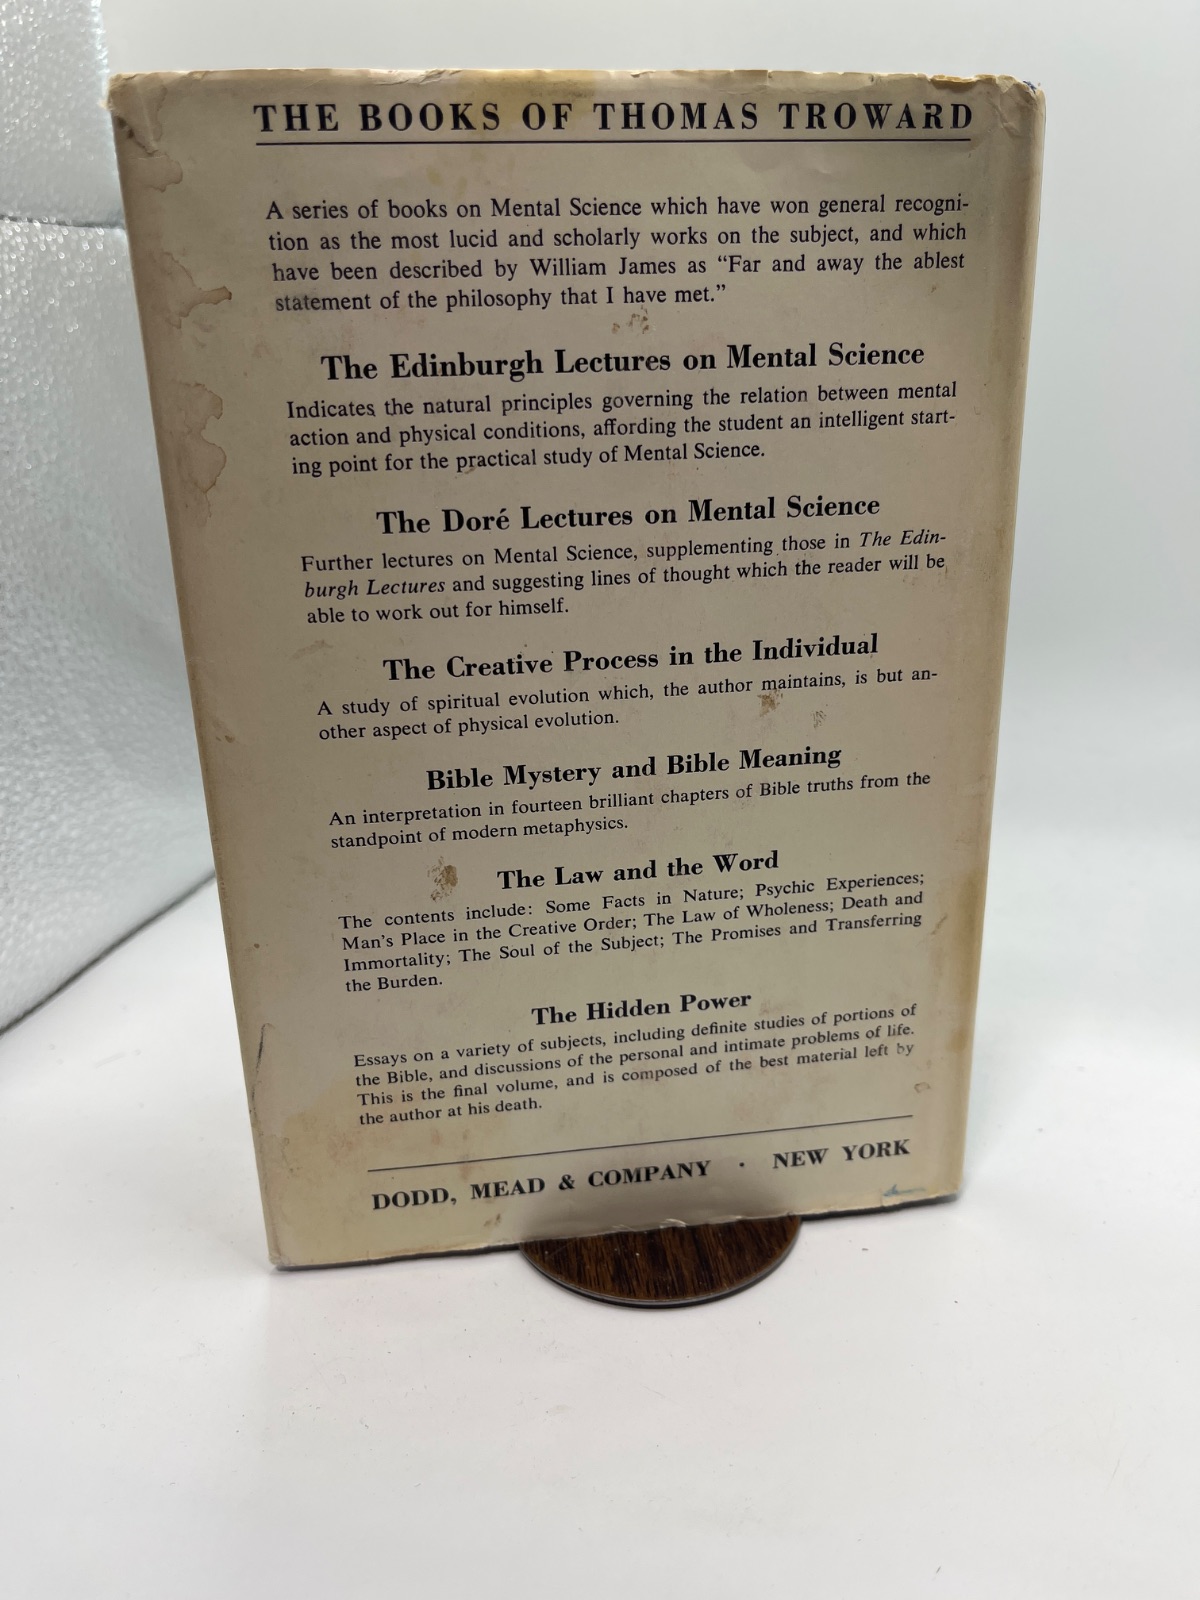 THE BOOKS OF THOMAS TROWARD
A series of books on Mental Science which have won general recogni-
tion as the most lucid and scholarly works on the subject, and which
have been described by William James as “Far and away the ablest
statement of the philosophy that I have met.”
The Edinburgh Lectures on Mental Science
Indicates the natural principles governing the relation between mental
action and physical conditions, affording the student an intelligent start-
ing point for the practical study of Mental Science.
The Doré Lectures on Mental Science
Further lectures on Mental Science, supplementing those in The Edin-
burgh Lectures and suggesting lines of thought which the reader will be
able to work out for himself.
The Creative Process in the Individual
A study of spiritual evolution which, the author maintains, is but an-
other aspect of physical evolution.
Bible Mystery and Bible Meaning
An interpretation in fourteen brilliant chapters of Bible truths from the
standpoint of modern metaphysics.
The Law and the Word
The contents include: Some Facts in Nature; Psychic Experiences;
Man's Place in the Creative Order; The Law of Wholeness; Death and
Immortality; The Soul of the Subject; The Promises and Transferring
the Burden.
The Hidden Power
Essays on a variety of subjects, including definite studies of portions of
the Bible, and discussions of the personal and intimate problems of life.
This is the final volume, and is composed of the best material left by
the author at his death.
DODD, MEAD & COMPANY · NEW YORK